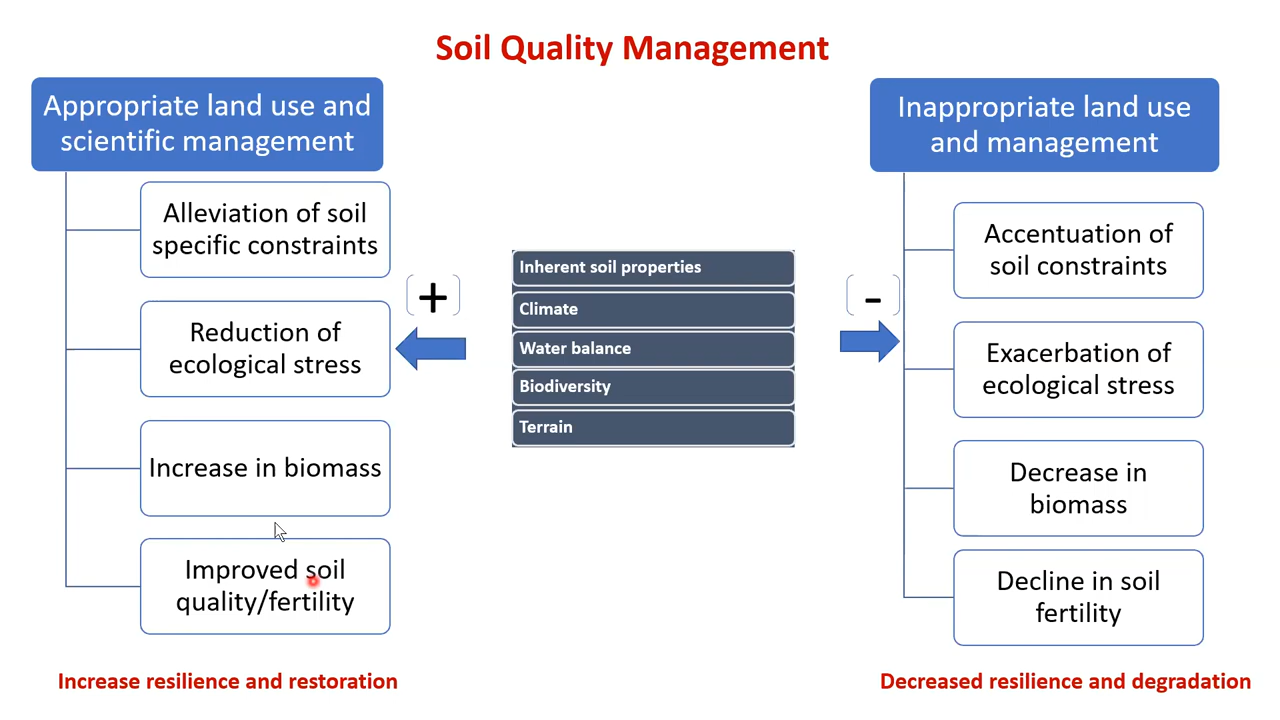 Soil Quality Management
Appropriate land use and
scientific management
Alleviation of soil
specific constraints
Reduction of
ecological stress
Increase in biomass
Improved soil
quality/fertility
Increase resilience and restoration
+
Inherent soil properties
Climate
Water balance
Biodiversity
Terrain
-
Inappropriate land use
and management
Accentuation of
soil constraints
Exacerbation of
ecological stress
Decrease in
biomass
Decline in soil
fertility
Decreased resilience and degradation